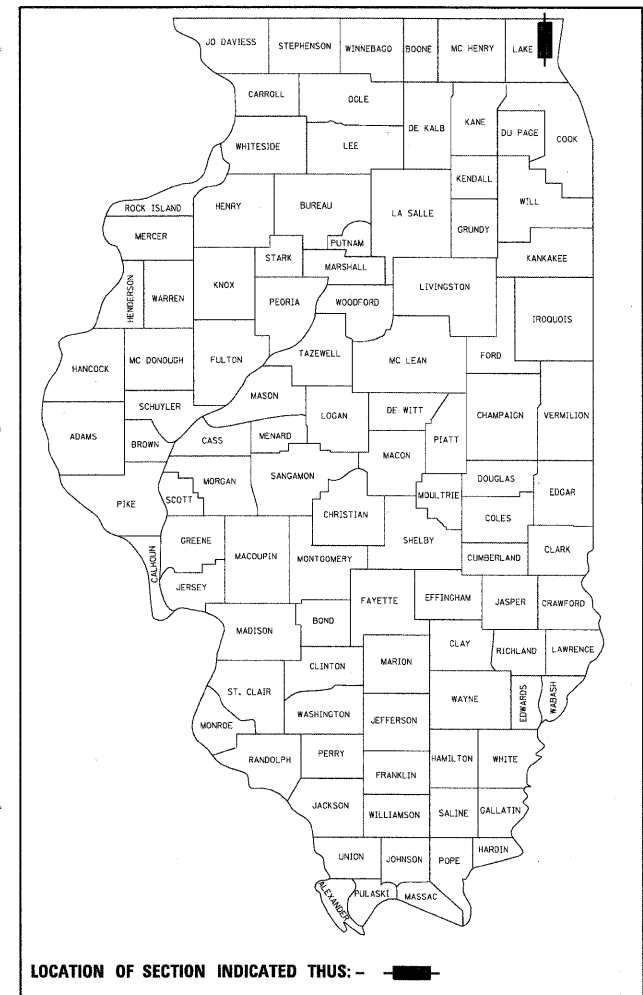 JO DAVIESS STEPHENSON WINNEBAGO BOONE MC HENRY LAKE
CARROLL OGLE DE KALB KANE DU PAGE COOK
WHITESIDE LEE KENDALL WILL
ROCK ISLAND HENRY BUREAU LA SALLE GRUNDY
MERCER PUTNAM KANKAKEE
STARK MARSHALL
HENDERSON WARREN KNOX PEORIA WOODFORD LIVINGSTON IROQUOIS
HANCOCK MC DONOUGH FULTON TAZEWELL MC LEAN FORD
SCHUYLER MASON LOGAN DE WITT CHAMPAIGN VERMILION
ADAMS BROWN CASS MENARD MACON PIATT
PIKE SCOTT MORGAN SANGAMON MOULTRIE DOUGLAS EDGAR
CHRISTIAN COLES
CALHOUN GREENE MACOUPIN MONTGOMERY SHELBY CUMBERLAND CLARK
JERSEY FAYETTE EFFINGHAM JASPER CRAWFORD
MADISON BOND CLAY RICHLAND LAWRENCE
CLINTON MARION
ST. CLAIR WAYNE EDWARDS WABASH
MONROE WASHINGTON JEFFERSON
RANDOLPH PERRY HAMILTON WHITE
FRANKLIN
JACKSON WILLIAMSON SALINE GALLATIN
UNION JOHNSON POPE HARDIN
ALEXANDER PULASKI MASSAC
LOCATION OF SECTION INDICATED THUS: –